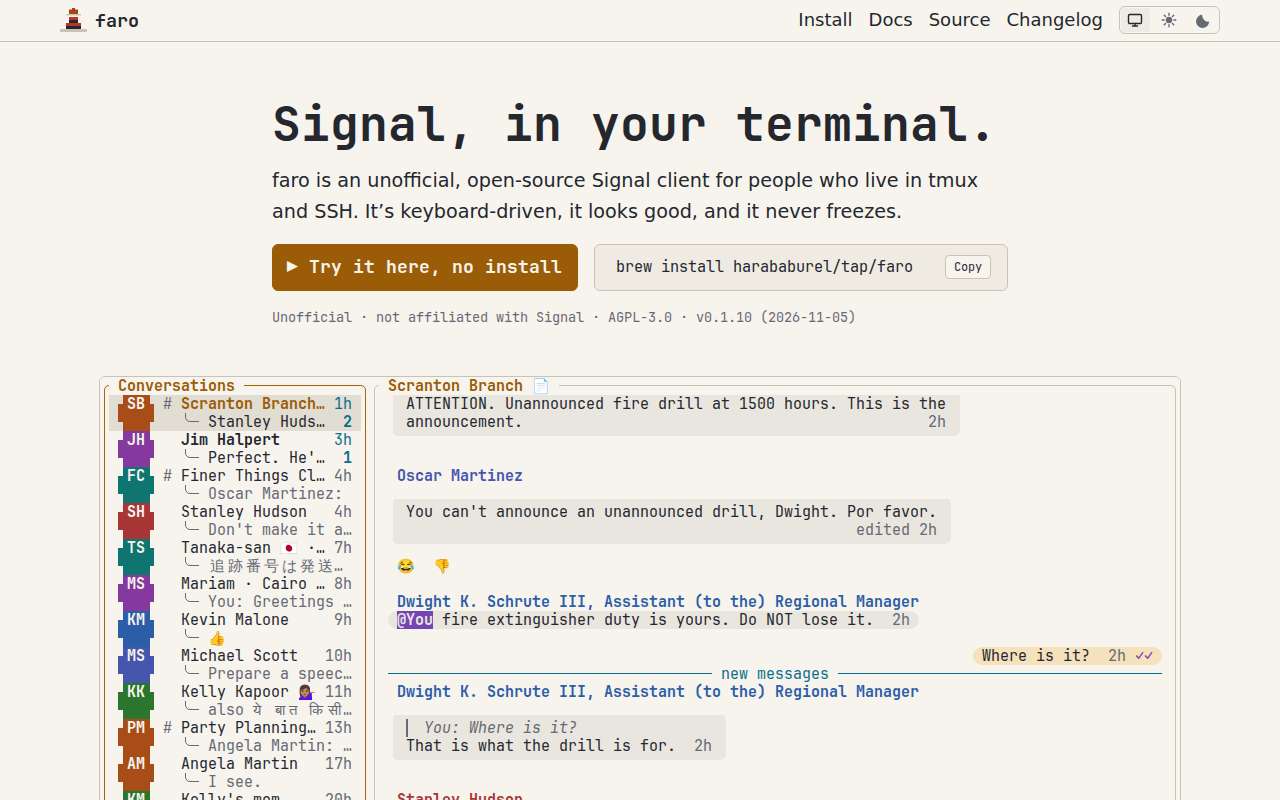 faro
Install Docs Source Changelog
Signal, in your terminal.
faro is an unofficial, open-source Signal client for people who live in tmux
and SSH. It’s keyboard-driven, it looks good, and it never freezes.
▶ Try it here, no install
brew install harababurel/tap/faro
Copy
Unofficial · not affiliated with Signal · AGPL-3.0 · v0.1.10 (2026-11-05)
Conversations
SB # Scranton Branch… 1h
Stanley Huds… 2
JH Jim Halpert 3h
Perfect. He'… 1
FC # Finer Things Cl… 4h
Oscar Martinez:
SH Stanley Hudson 4h
Don't make it a…
TS Tanaka-san 🇯🇵 ·… 7h
追跡番号は発送…
MS Mariam · Cairo … 8h
You: Greetings …
KM Kevin Malone 9h
👍
MS Michael Scott 10h
Prepare a speec…
KK Kelly Kapoor 💁🏾‍♀️ 11h
also ये बात किसी…
PM # Party Planning… 13h
Angela Martin: …
AM Angela Martin 17h
I see.
KM Kelly's mom 20h
Scranton Branch 📄
ATTENTION. Unannounced fire drill at 1500 hours. This is the
announcement. 2h
Oscar Martinez
You can't announce an unannounced drill, Dwight. Por favor.
edited 2h
😂 👎
Dwight K. Schrute III, Assistant (to the) Regional Manager
@You fire extinguisher duty is yours. Do NOT lose it. 2h
Where is it? 2h ✓✓
new messages
Dwight K. Schrute III, Assistant (to the) Regional Manager
You: Where is it?
That is what the drill is for. 2h
Stanley Hudson